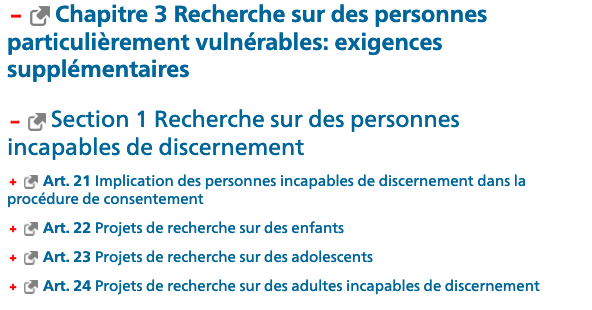 – Chapitre 3 Recherche sur des personnes
particulièrement vulnérables: exigences
supplémentaires
– Section 1 Recherche sur des personnes
incapables de discernement
+ Art. 21 Implication des personnes incapables de discernement dans la
procédure de consentement
+ Art. 22 Projets de recherche sur des enfants
+ Art. 23 Projets de recherche sur des adolescents
+ Art. 24 Projets de recherche sur des adultes incapables de discernement